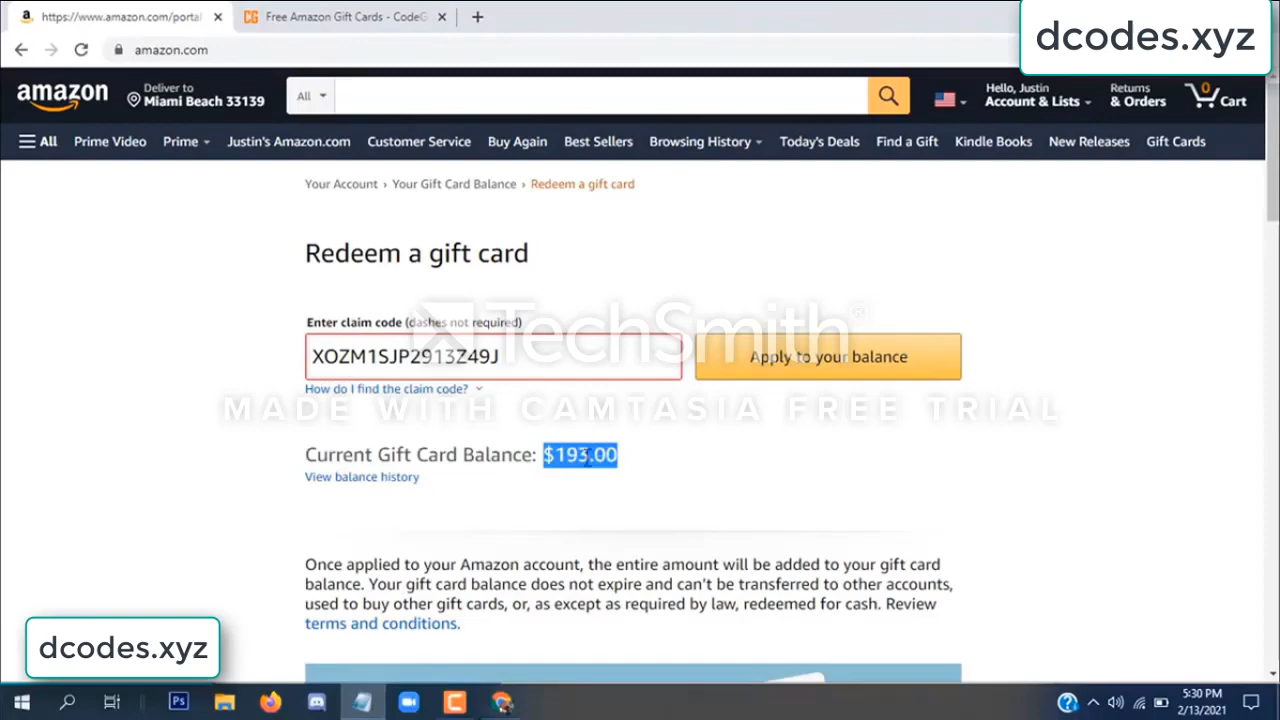 https://www.amazon.com/portal
Free Amazon Gift Cards - CodeG
dcodes.xyz
amazon.com
amazon
Deliver to
Miami Beach 33139
All
Hello, Justin
Account & Lists
Returns
& Orders
0
Cart
All
Prime Video
Prime
Justin's Amazon.com
Customer Service
Buy Again
Best Sellers
Browsing History
Today's Deals
Find a Gift
Kindle Books
New Releases
Gift Cards
Your Account › Your Gift Card Balance › Redeem a gift card
Redeem a gift card
Enter claim code (dashes not required)
TechSmith®
XOZM1SJP2913Z49J
Apply to your balance
How do I find the claim code?
MADE WITH CAMTASIA FREE TRIAL
Current Gift Card Balance: $193.00
View balance history
Once applied to your Amazon account, the entire amount will be added to your gift card
balance. Your gift card balance does not expire and can't be transferred to other accounts,
used to buy other gift cards, or, as except as required by law, redeemed for cash. Review
terms and conditions.
dcodes.xyz
Ps
5:30 PM
2/13/2021